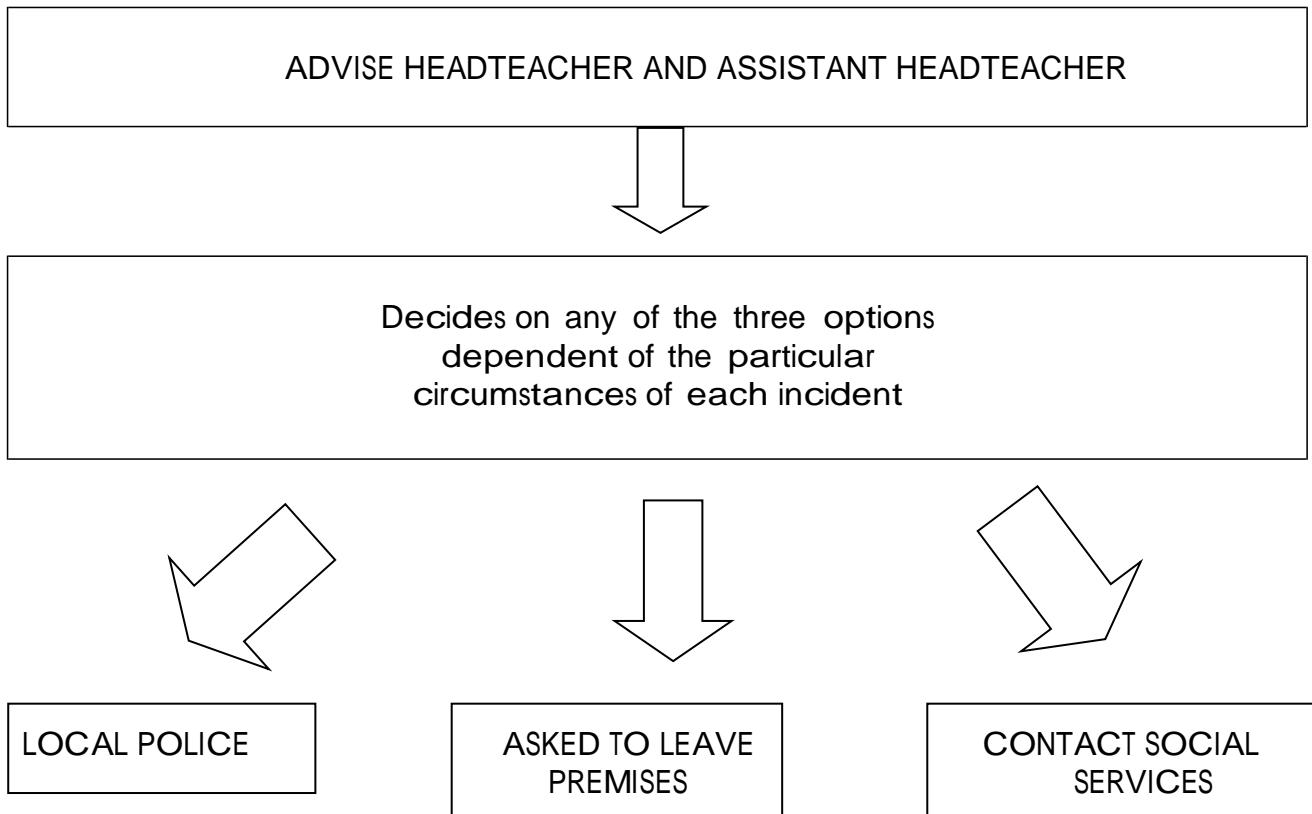 ADVISE HEADTEACHER AND ASSISTANT HEADTEACHER
Decides on any of the three options
dependent of the particular
circumstances of each incident
LOCAL POLICE
ASKED TO LEAVE
PREMISES
CONTACT SOCIAL
SERVICES